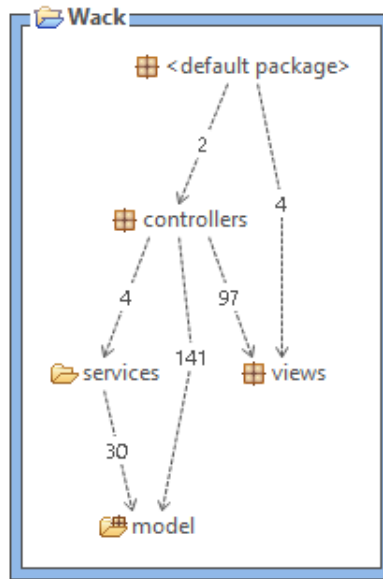 Wack
<default package>
2
4
controllers
4
97
141
services
views
30
model